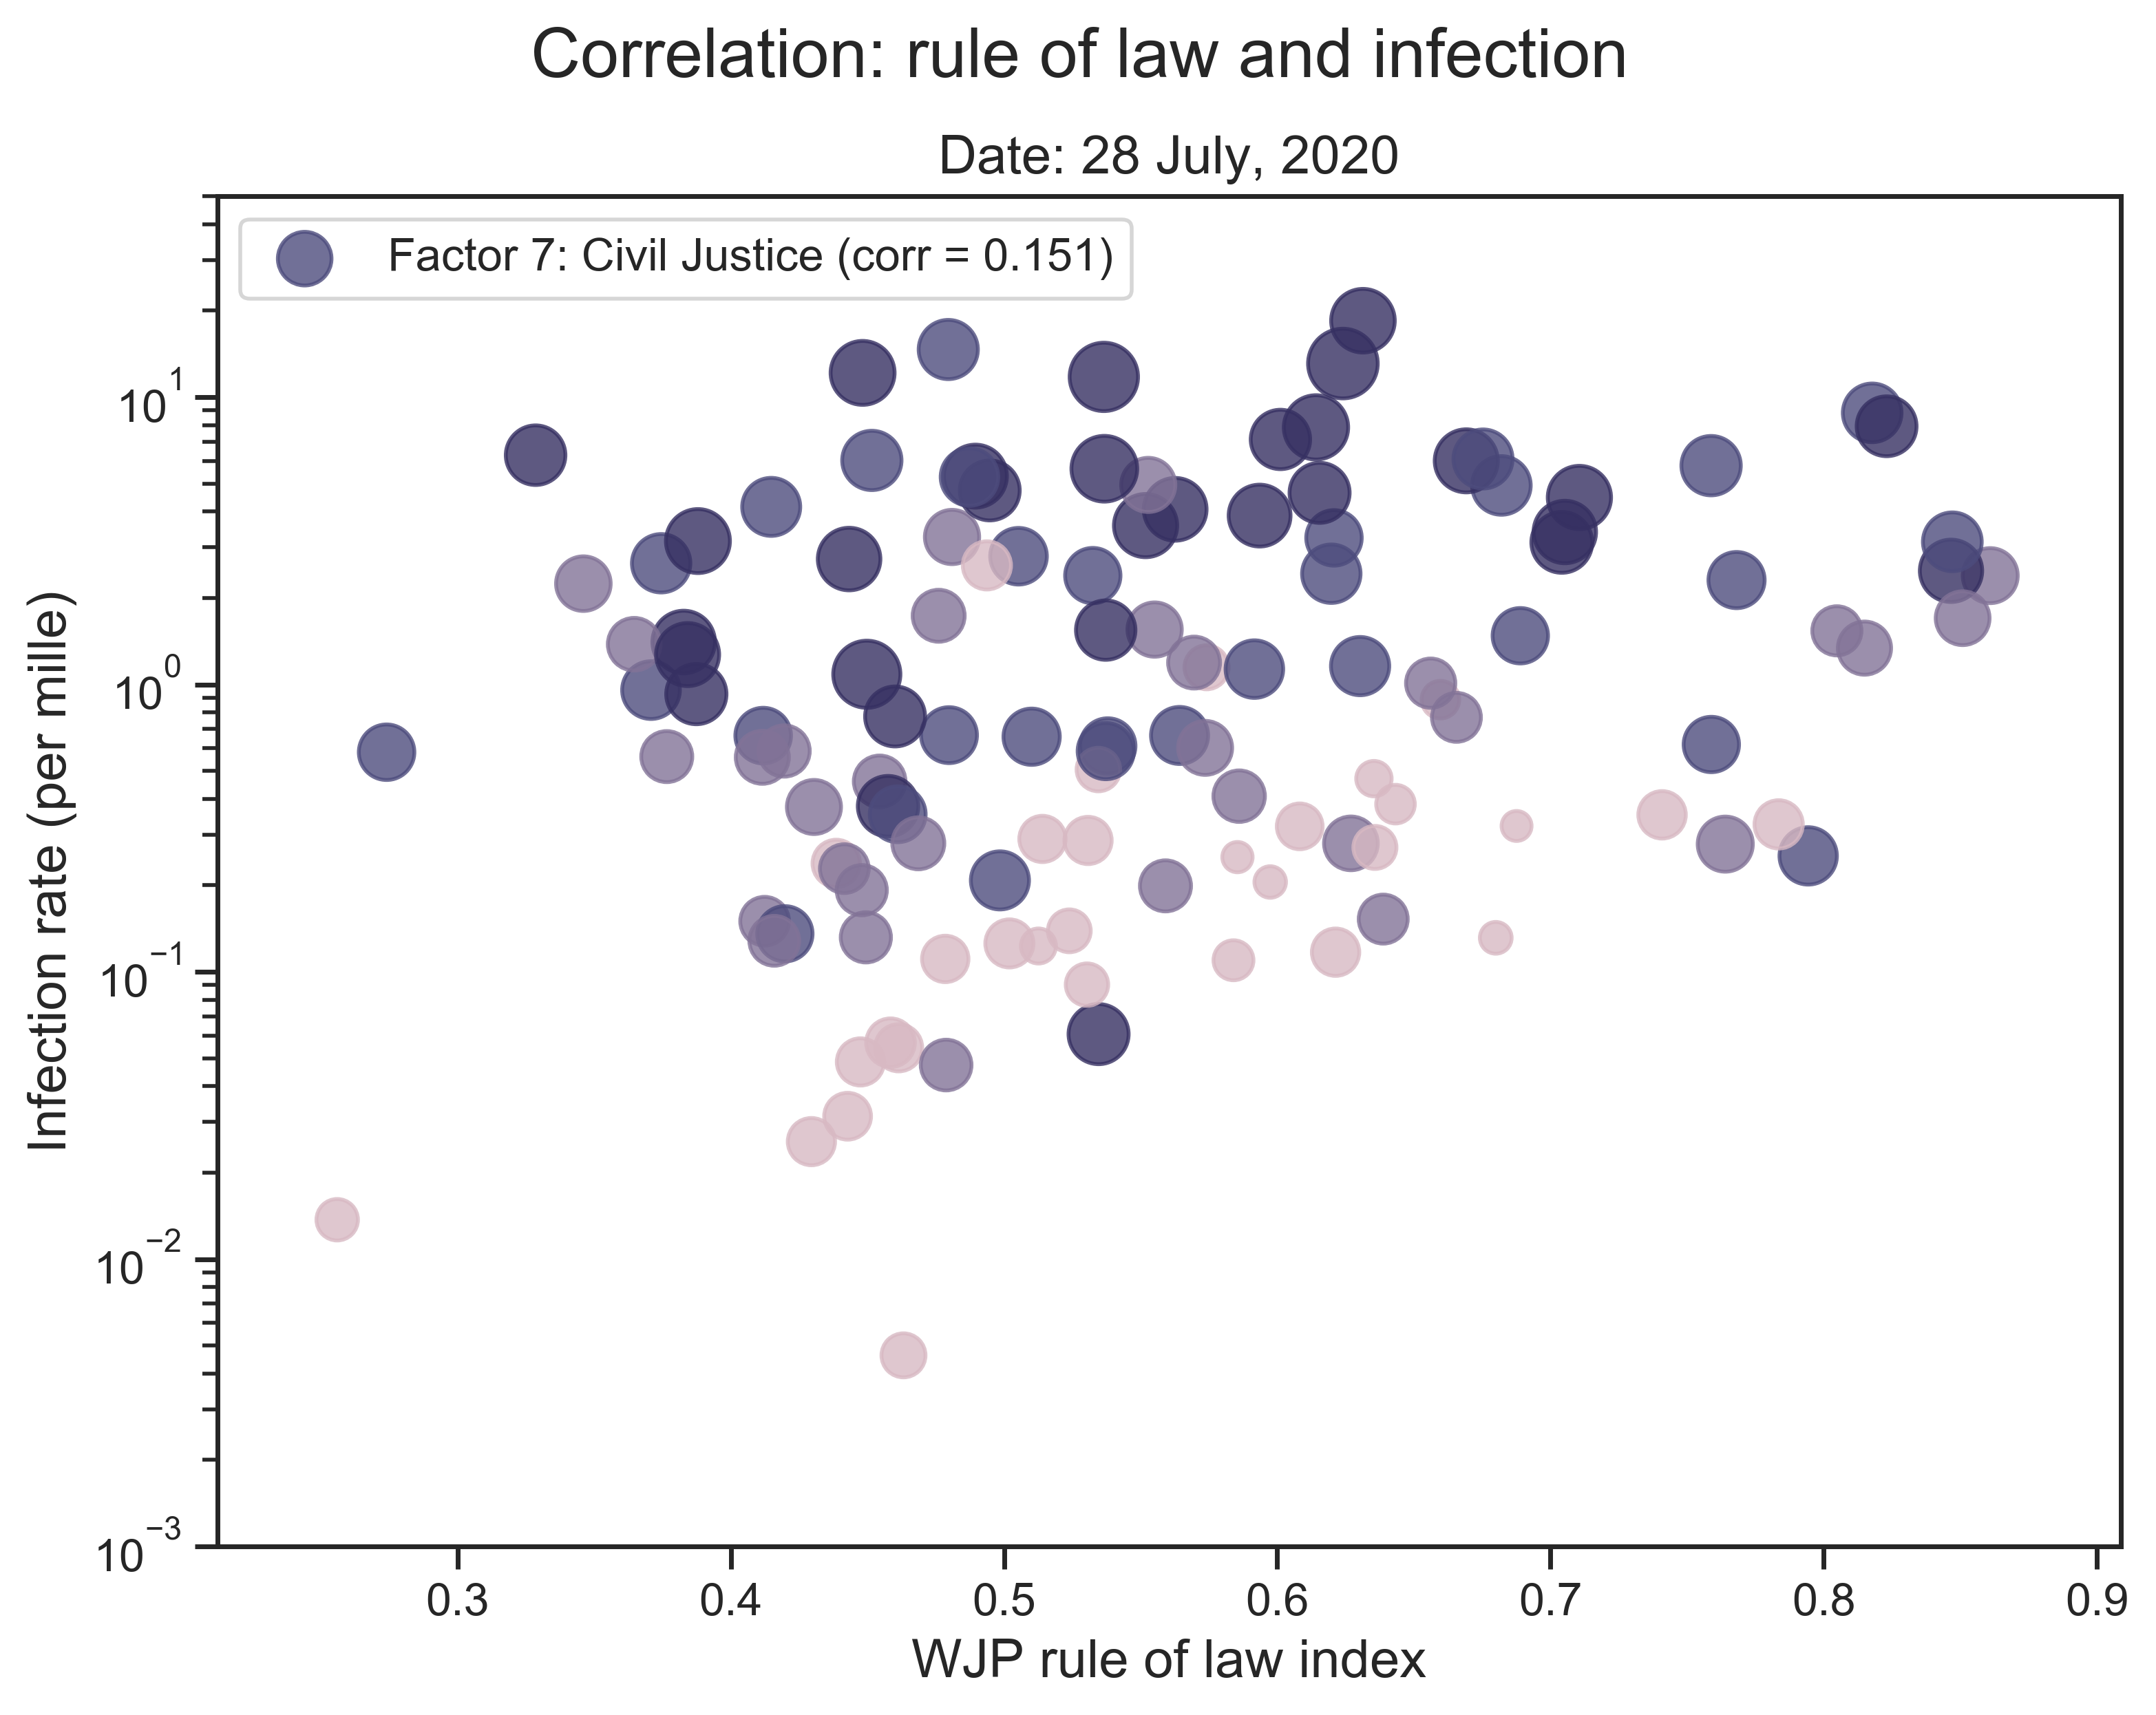 Correlation: rule of law and infection
Date: 28 July, 2020
Factor 7: Civil Justice (corr = 0.151)
Infection rate (per mille)
10^1
10^0
10^−1
10^−2
10^−3
0.3 0.4 0.5 0.6 0.7 0.8 0.9
WJP rule of law index